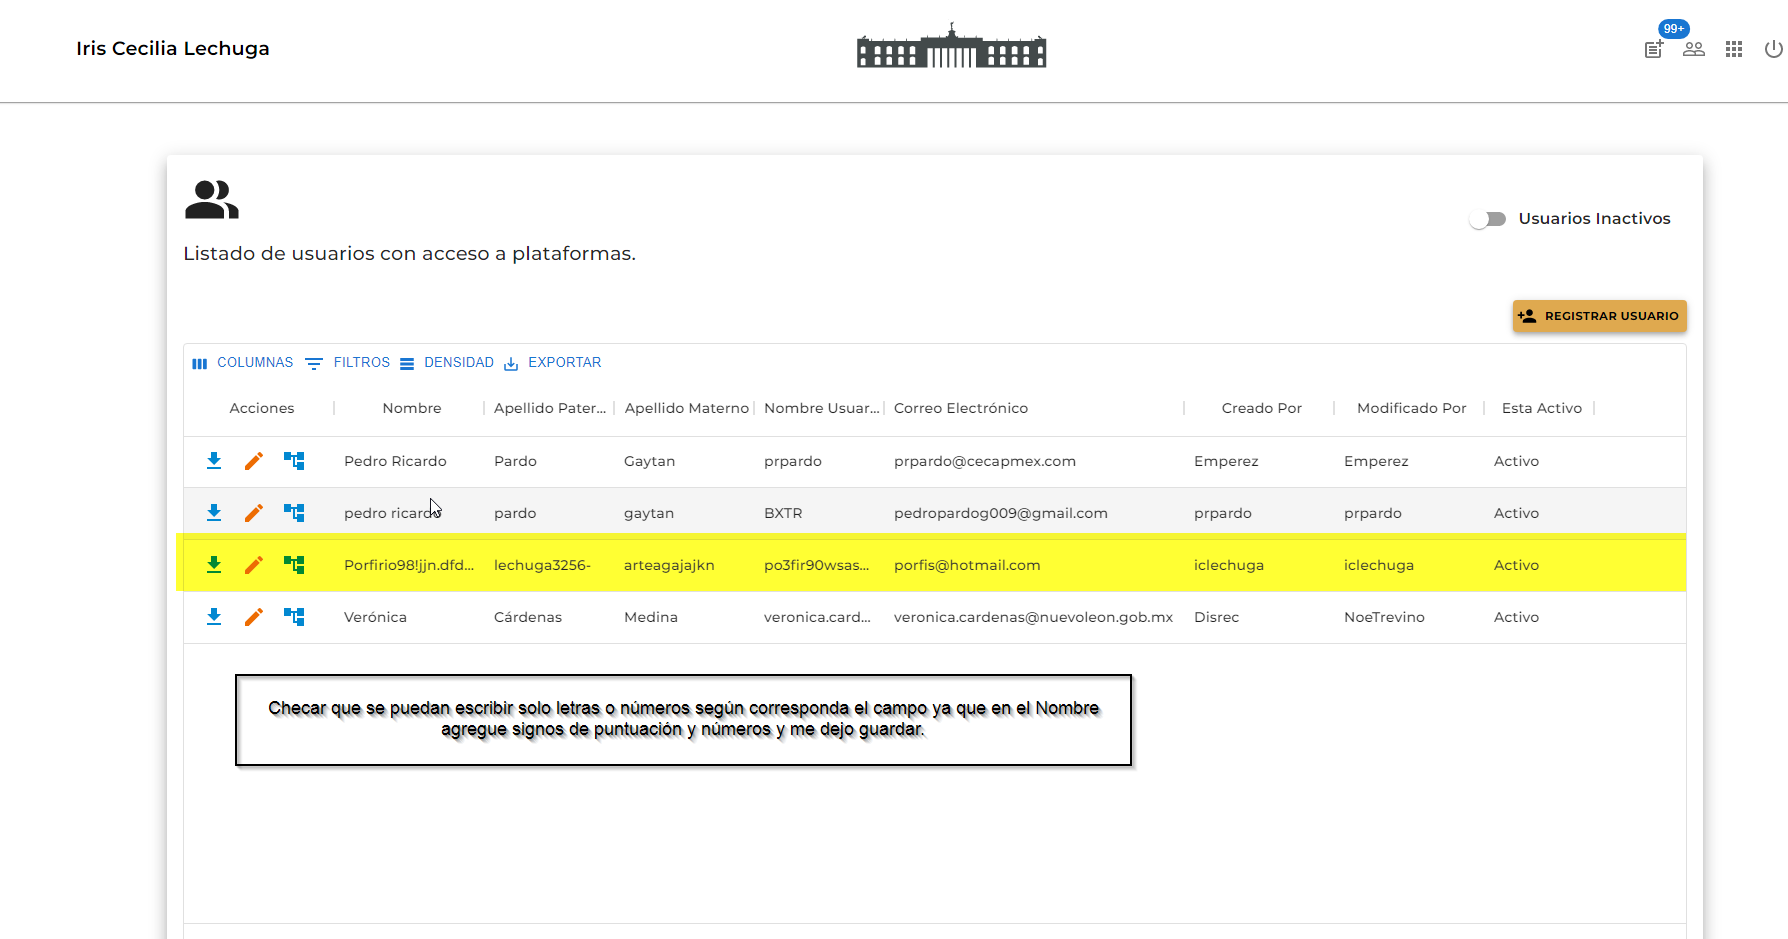 Iris Cecilia Lechuga
99+
Usuarios Inactivos
Listado de usuarios con acceso a plataformas.
REGISTRAR USUARIO
COLUMNAS FILTROS DENSIDAD EXPORTAR
Acciones Nombre Apellido Pater... Apellido Materno Nombre Usuar... Correo Electrónico Creado Por Modificado Por Esta Activo
Pedro Ricardo Pardo Gaytan prpardo prpardo@cecapmex.com Emperez Emperez Activo
pedro ricardo pardo gaytan BXTR pedropardog009@gmail.com prpardo prpardo Activo
Porfirio98!jjn.dfd... lechuga3256- arteagajajkn po3fir90wsas... porfis@hotmail.com iclechuga iclechuga Activo
Verónica Cárdenas Medina veronica.card... veronica.cardenas@nuevoleon.gob.mx Disrec NoeTrevino Activo
Checar que se puedan escribir solo letras o números según corresponda el campo ya que en el Nombre
agregue signos de puntuación y números y me dejo guardar.